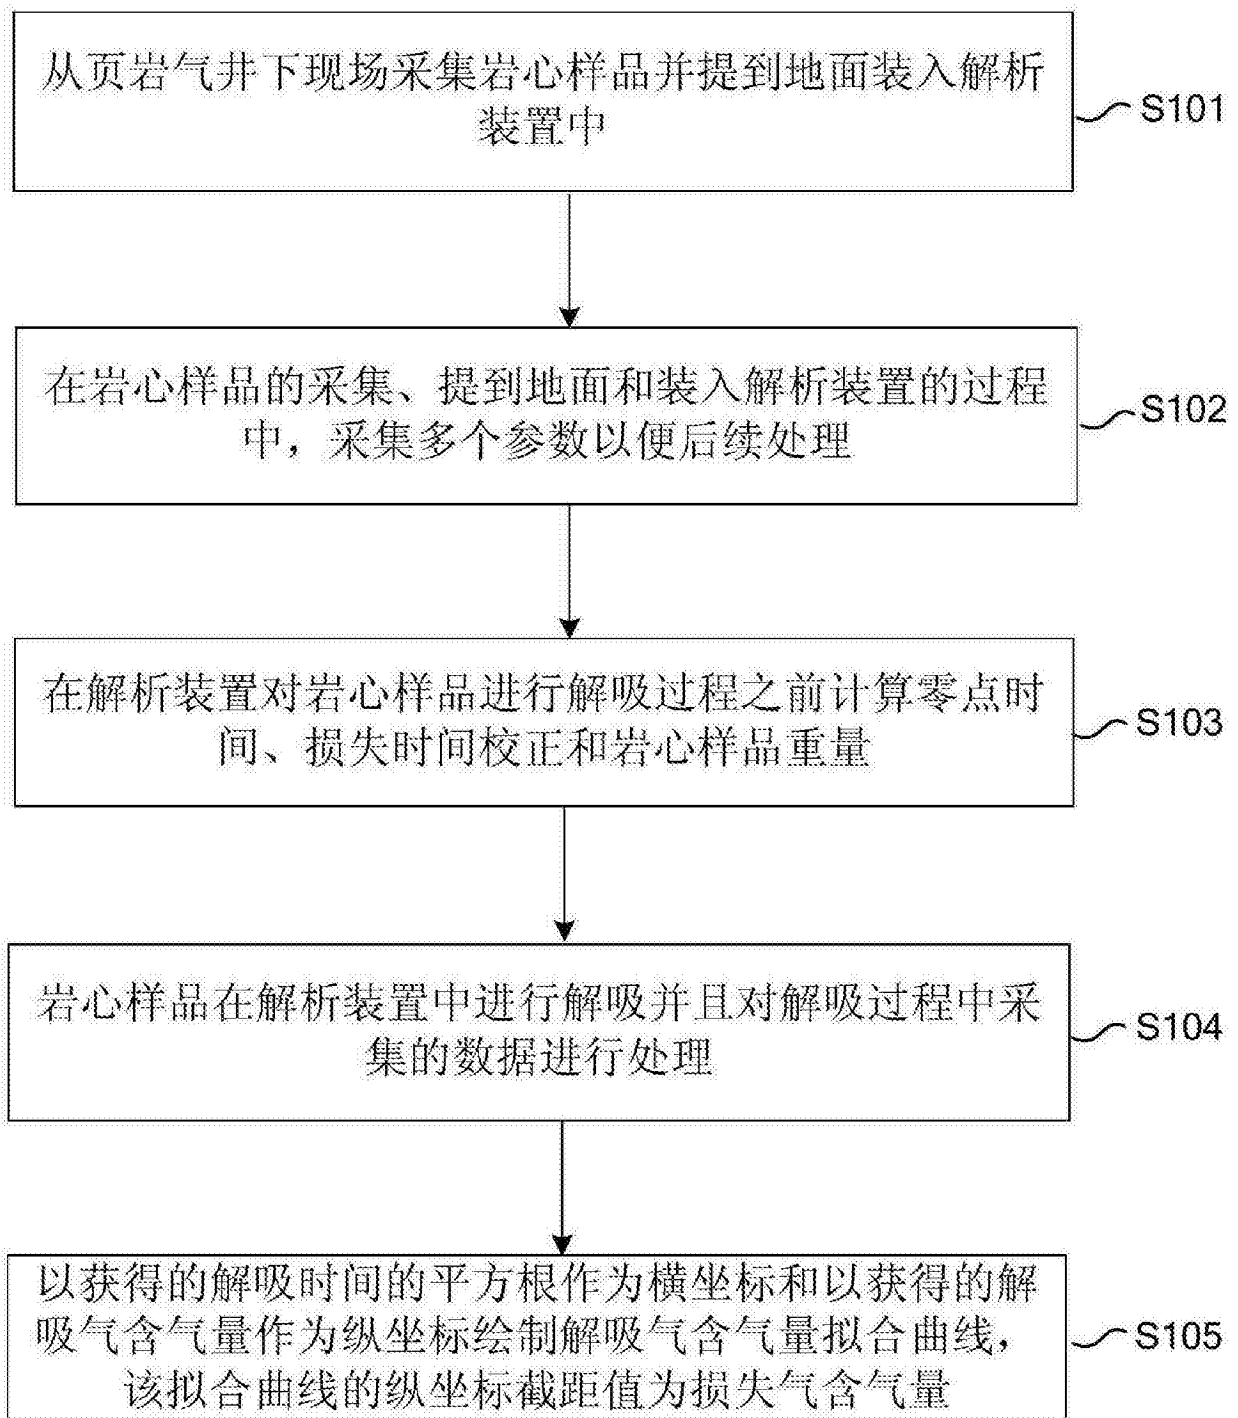 从页岩气井下现场采集岩心样品并提到地面装入解析
装置中
S101
在岩心样品的采集、提到地面和装入解析装置的过程
中，采集多个参数以便后续处理
S102
在解析装置对岩心样品进行解吸过程之前计算零点时
间、损失时间校正和岩心样品重量
S103
岩心样品在解析装置中进行解吸并且对解吸过程中采
集的数据进行处理
S104
以获得的解吸时间的平方根作为横坐标和以获得的解
吸气含气量作为纵坐标绘制解吸气含气量拟合曲线，
该拟合曲线的纵坐标截距值为损失气含气量
S105